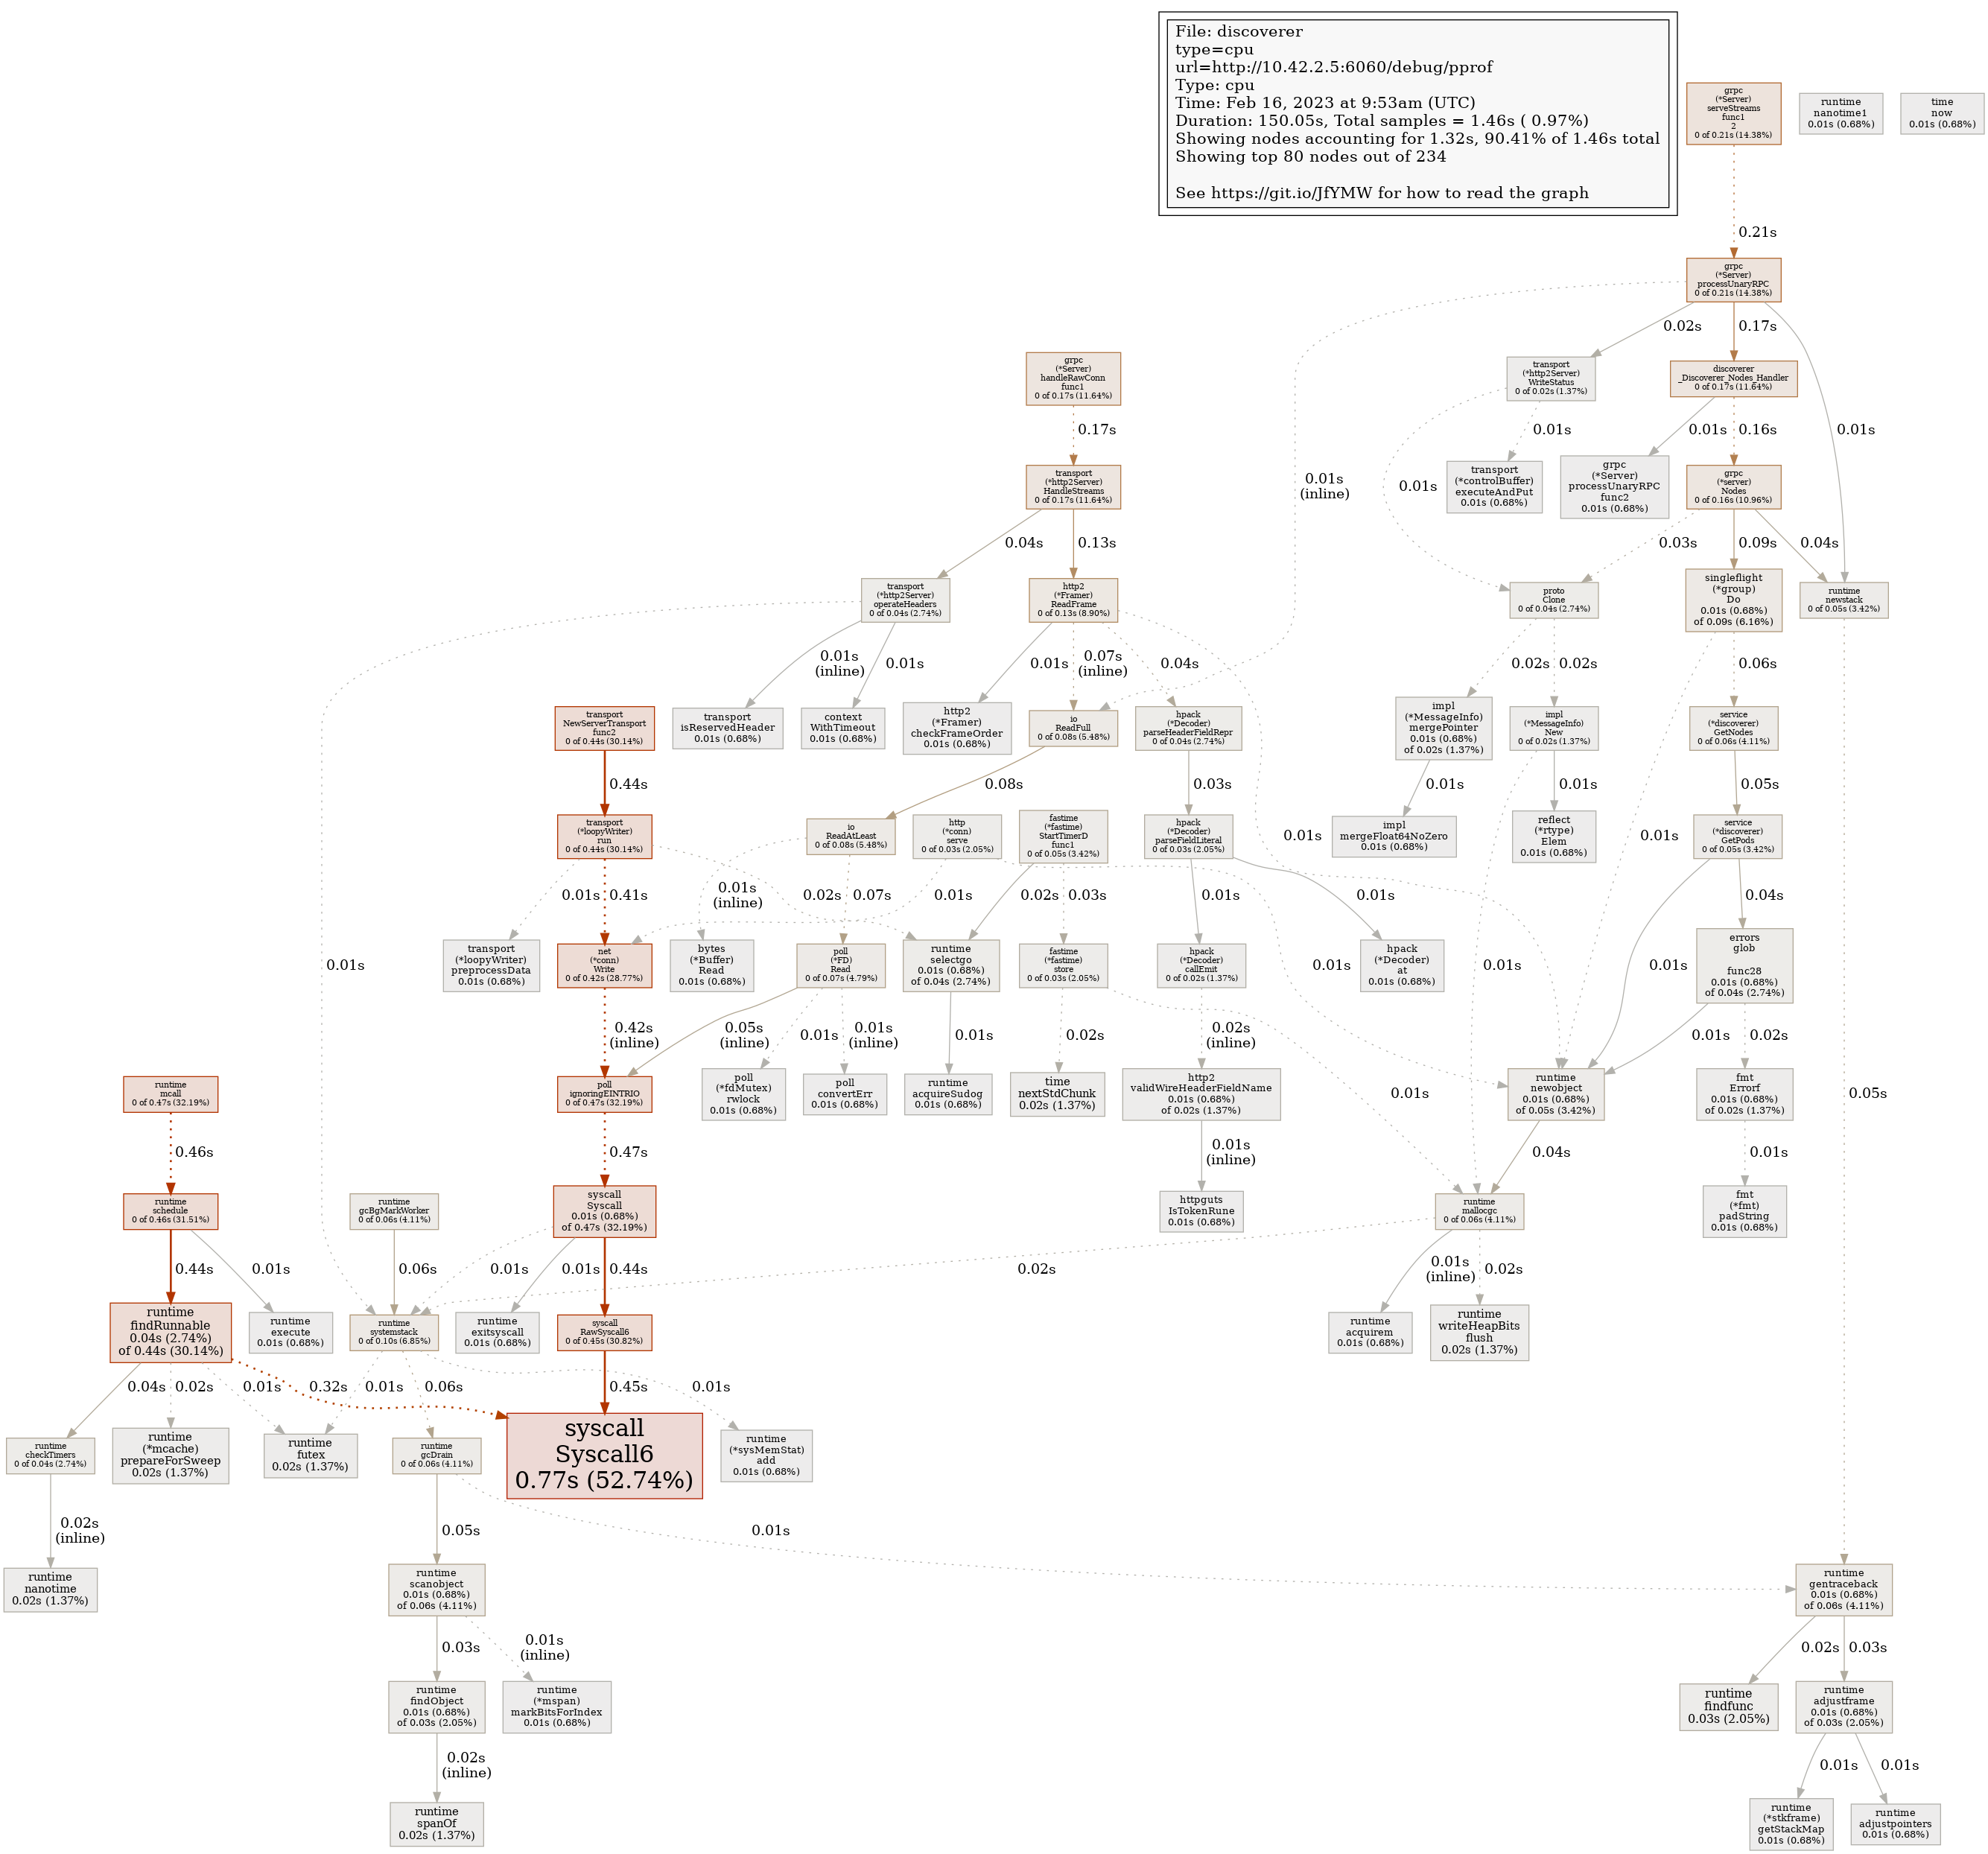 File: discoverer
type=cpu
url=http://10.42.2.5:6060/debug/pprof
Type: cpu
Time: Feb 16, 2023 at 9:53am (UTC)
Duration: 150.05s, Total samples = 1.46s ( 0.97%)
Showing nodes accounting for 1.32s, 90.41% of 1.46s total
Showing top 80 nodes out of 234
See https://git.io/JfYMW for how to read the graph
grpc
(*Server)
serveStreams
func1
2
0 of 0.21s (14.38%)
runtime
nanotime1
0.01s (0.68%)
time
now
0.01s (0.68%)
0.21s
grpc
(*Server)
processUnaryRPC
0 of 0.21s (14.38%)
0.02s
0.17s
0.01s
0.01s
(inline)
grpc
(*Server)
handleRawConn
func1
0 of 0.17s (11.64%)
transport
(*http2Server)
WriteStatus
0 of 0.02s (1.37%)
discoverer
_Discoverer_Nodes_Handler
0 of 0.17s (11.64%)
0.17s
0.01s
0.01s
0.01s
0.16s
transport
(*http2Server)
HandleStreams
0 of 0.17s (11.64%)
transport
(*controlBuffer)
executeAndPut
0.01s (0.68%)
grpc
(*Server)
processUnaryRPC
func2
0.01s (0.68%)
grpc
(*server)
Nodes
0 of 0.16s (10.96%)
0.04s
0.13s
0.03s
0.09s
0.04s
transport
(*http2Server)
operateHeaders
0 of 0.04s (2.74%)
http2
(*Framer)
ReadFrame
0 of 0.13s (8.90%)
proto
Clone
0 of 0.04s (2.74%)
singleflight
(*group)
Do
0.01s (0.68%)
of 0.09s (6.16%)
runtime
newstack
0 of 0.05s (3.42%)
0.01s
0.01s
(inline)
0.01s
0.01s
0.07s
(inline)
0.04s
0.01s
0.02s
0.02s
0.01s
0.06s
0.05s
transport
NewServerTransport
func2
0 of 0.44s (30.14%)
transport
isReservedHeader
0.01s (0.68%)
context
WithTimeout
0.01s (0.68%)
http2
(*Framer)
checkFrameOrder
0.01s (0.68%)
io
ReadFull
0 of 0.08s (5.48%)
hpack
(*Decoder)
parseHeaderFieldRepr
0 of 0.04s (2.74%)
impl
(*MessageInfo)
mergePointer
0.01s (0.68%)
of 0.02s (1.37%)
impl
(*MessageInfo)
New
0 of 0.02s (1.37%)
service
(*discoverer)
GetNodes
0 of 0.06s (4.11%)
0.44s
0.08s
0.03s
0.01s
0.01s
0.01s
0.05s
transport
(*loopyWriter)
run
0 of 0.44s (30.14%)
io
ReadAtLeast
0 of 0.08s (5.48%)
http
(*conn)
serve
0 of 0.03s (2.05%)
fastime
(*fastime)
StartTimerD
func1
0 of 0.05s (3.42%)
hpack
(*Decoder)
parseFieldLiteral
0 of 0.03s (2.05%)
impl
mergeFloat64NoZero
0.01s (0.68%)
reflect
(*rtype)
Elem
0.01s (0.68%)
service
(*discoverer)
GetPods
0 of 0.05s (3.42%)
0.01s
0.41s
0.02s
0.01s
(inline)
0.07s
0.01s
0.01s
0.02s
0.03s
0.01s
0.01s
0.01s
0.04s
transport
(*loopyWriter)
preprocessData
0.01s (0.68%)
net
(*conn)
Write
0 of 0.42s (28.77%)
bytes
(*Buffer)
Read
0.01s (0.68%)
poll
(*FD)
Read
0 of 0.07s (4.79%)
runtime
selectgo
0.01s (0.68%)
of 0.04s (2.74%)
fastime
(*fastime)
store
0 of 0.03s (2.05%)
hpack
(*Decoder)
callEmit
0 of 0.02s (1.37%)
hpack
(*Decoder)
at
0.01s (0.68%)
errors
glob
func28
0.01s (0.68%)
of 0.04s (2.74%)
0.42s
(inline)
0.05s
(inline)
0.01s
0.01s
(inline)
0.01s
0.02s
0.01s
0.02s
(inline)
0.01s
0.02s
runtime
mcall
0 of 0.47s (32.19%)
poll
ignoringEINTRIO
0 of 0.47s (32.19%)
poll
(*fdMutex)
rwlock
0.01s (0.68%)
poll
convertErr
0.01s (0.68%)
runtime
acquireSudog
0.01s (0.68%)
time
nextStdChunk
0.02s (1.37%)
http2
validWireHeaderFieldName
0.01s (0.68%)
of 0.02s (1.37%)
runtime
newobject
0.01s (0.68%)
of 0.05s (3.42%)
fmt
Errorf
0.01s (0.68%)
of 0.02s (1.37%)
0.46s
0.47s
0.01s
(inline)
0.04s
0.01s
runtime
schedule
0 of 0.46s (31.51%)
runtime
gcBgMarkWorker
0 of 0.06s (4.11%)
syscall
Syscall
0.01s (0.68%)
of 0.47s (32.19%)
httpguts
IsTokenRune
0.01s (0.68%)
runtime
mallocgc
0 of 0.06s (4.11%)
fmt
(*fmt)
padString
0.01s (0.68%)
0.44s
0.01s
0.06s
0.01s
0.01s
0.44s
0.02s
0.01s
(inline)
0.02s
runtime
findRunnable
0.04s (2.74%)
of 0.44s (30.14%)
runtime
execute
0.01s (0.68%)
runtime
systemstack
0 of 0.10s (6.85%)
runtime
exitsyscall
0.01s (0.68%)
syscall
RawSyscall6
0 of 0.45s (30.82%)
runtime
acquirem
0.01s (0.68%)
runtime
writeHeapBits
flush
0.02s (1.37%)
0.04s
0.02s
0.01s
0.32s
0.01s
0.06s
0.45s
0.01s
runtime
checkTimers
0 of 0.04s (2.74%)
runtime
(*mcache)
prepareForSweep
0.02s (1.37%)
runtime
futex
0.02s (1.37%)
runtime
gcDrain
0 of 0.06s (4.11%)
syscall
Syscall6
0.77s (52.74%)
runtime
(*sysMemStat)
add
0.01s (0.68%)
0.02s
(inline)
0.05s
0.01s
runtime
nanotime
0.02s (1.37%)
runtime
scanobject
0.01s (0.68%)
of 0.06s (4.11%)
runtime
gentraceback
0.01s (0.68%)
of 0.06s (4.11%)
0.03s
0.01s
(inline)
0.02s
0.03s
runtime
findObject
0.01s (0.68%)
of 0.03s (2.05%)
runtime
(*mspan)
markBitsForIndex
0.01s (0.68%)
runtime
findfunc
0.03s (2.05%)
runtime
adjustframe
0.01s (0.68%)
of 0.03s (2.05%)
0.02s
(inline)
0.01s
0.01s
runtime
spanOf
0.02s (1.37%)
runtime
(*stkframe)
getStackMap
0.01s (0.68%)
runtime
adjustpointers
0.01s (0.68%)